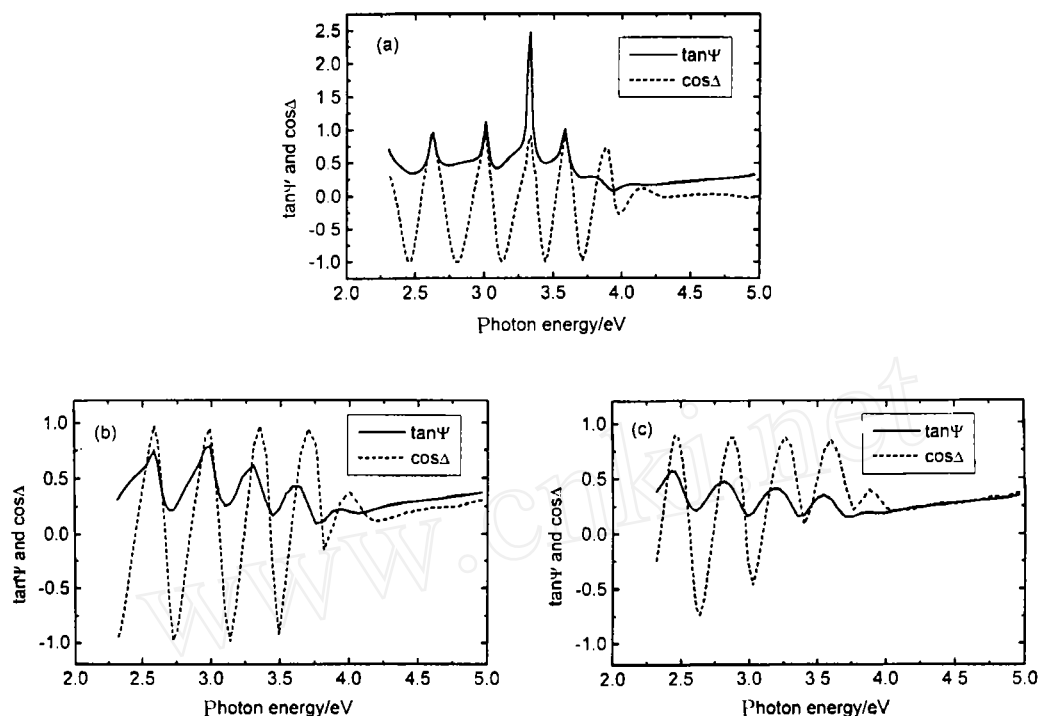 (a)
tanΨ
cosΔ
2.5
2.0
1.5
1.0
0.5
0.0
-0.5
-1.0
tanΨ and cosΔ
2.0 2.5 3.0 3.5 4.0 4.5 5.0
Photon energy/eV
(b)
tanΨ
cosΔ
1.0
0.5
0.0
-0.5
-1.0
tanΨ and cosΔ
2.0 2.5 3.0 3.5 4.0 4.5 5.0
Photon energy/eV
(c)
tanΨ
cosΔ
1.0
0.5
0.0
-0.5
-1.0
tanΨ and cosΔ
2.0 2.5 3.0 3.5 4.0 4.5 5.0
Photon energy/eV
www.cnki.net